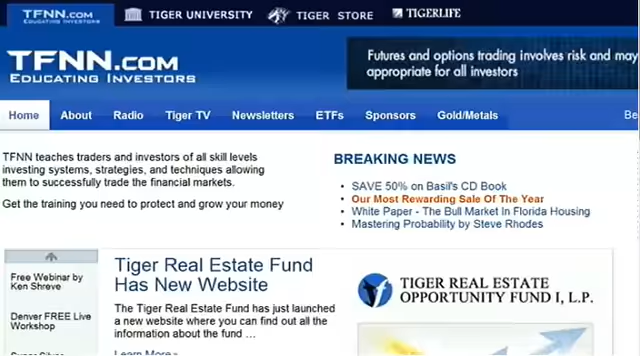 TFNN.COM
EDUCATING INVESTORS
TIGER UNIVERSITY
TIGER STORE
TIGERLIFE
TFNN.COM
EDUCATING INVESTORS
Futures and options trading involves risk and may
appropriate for all investors
Home About Radio Tiger TV Newsletters ETFs Sponsors Gold/Metals Be
TFNN teaches traders and investors of all skill levels
investing systems, strategies, and techniques allowing
them to successfully trade the financial markets.
Get the training you need to protect and grow your money
BREAKING NEWS
SAVE 50% on Basil's CD Book
Our Most Rewarding Sale Of The Year
White Paper - The Bull Market In Florida Housing
Mastering Probability by Steve Rhodes
Free Webinar by
Ken Shreve
Denver FREE Live
Workshop
Tiger Real Estate Fund
Has New Website
The Tiger Real Estate Fund has just launched
a new website where you can find out all the
information about the fund ...
Learn More »
TIGER REAL ESTATE
OPPORTUNITY FUND I, L.P.